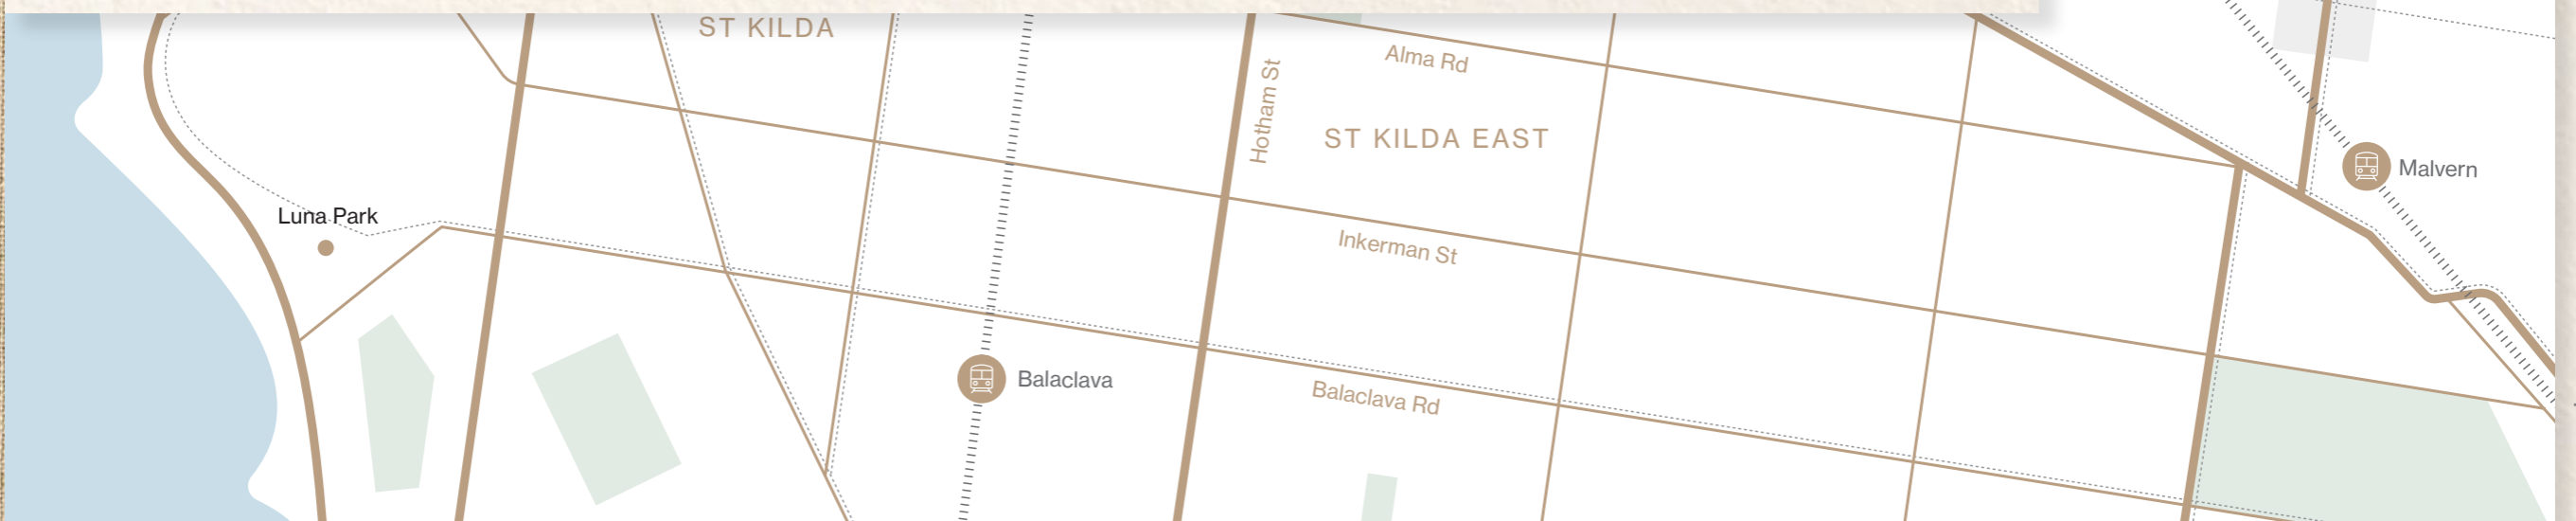 ST KILDA
Alma Rd
Hotham St
ST KILDA EAST
Malvern
Luna Park
Inkerman St
Balaclava
Balaclava Rd